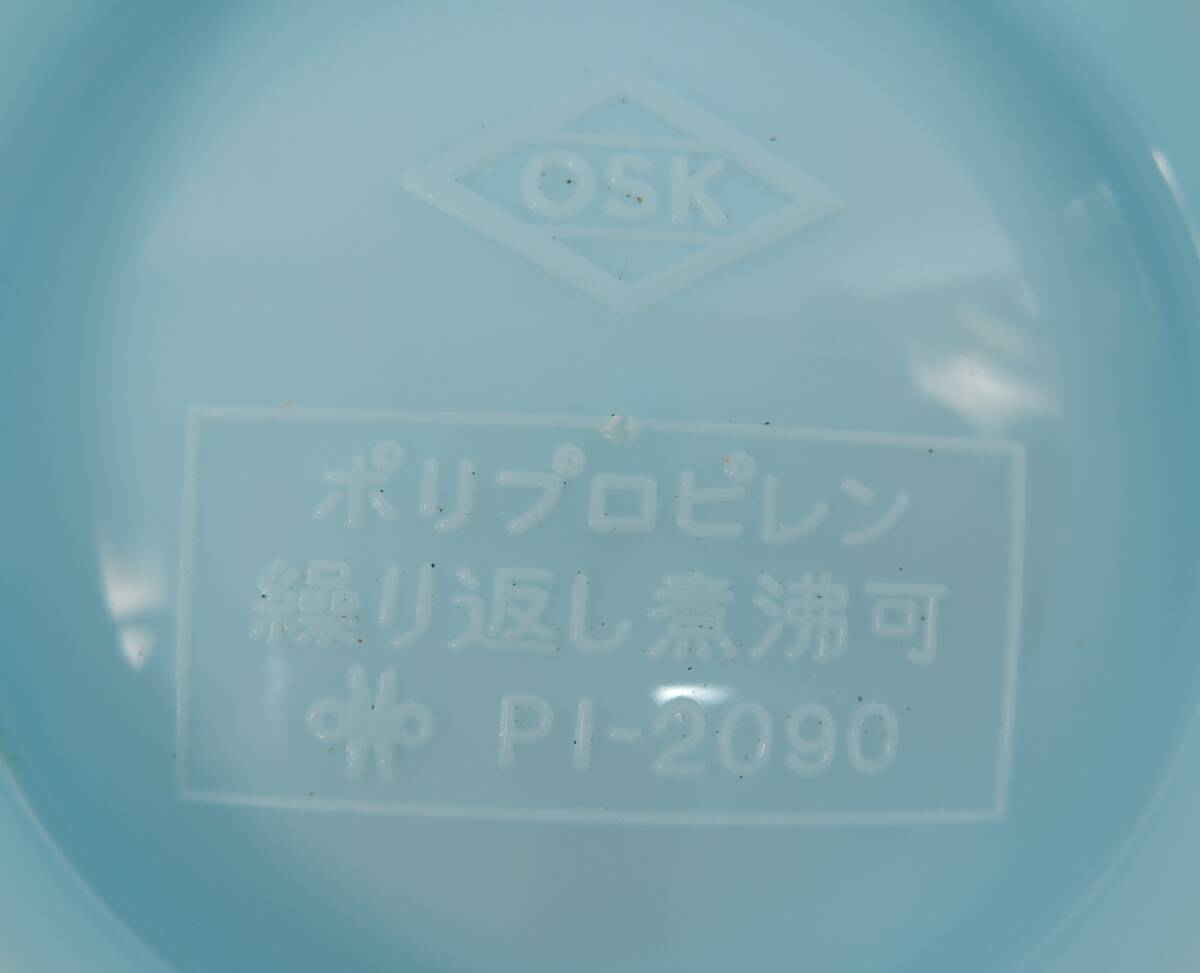 OSK
ポリプロピレン
繰り返し煮沸可
PI-2090